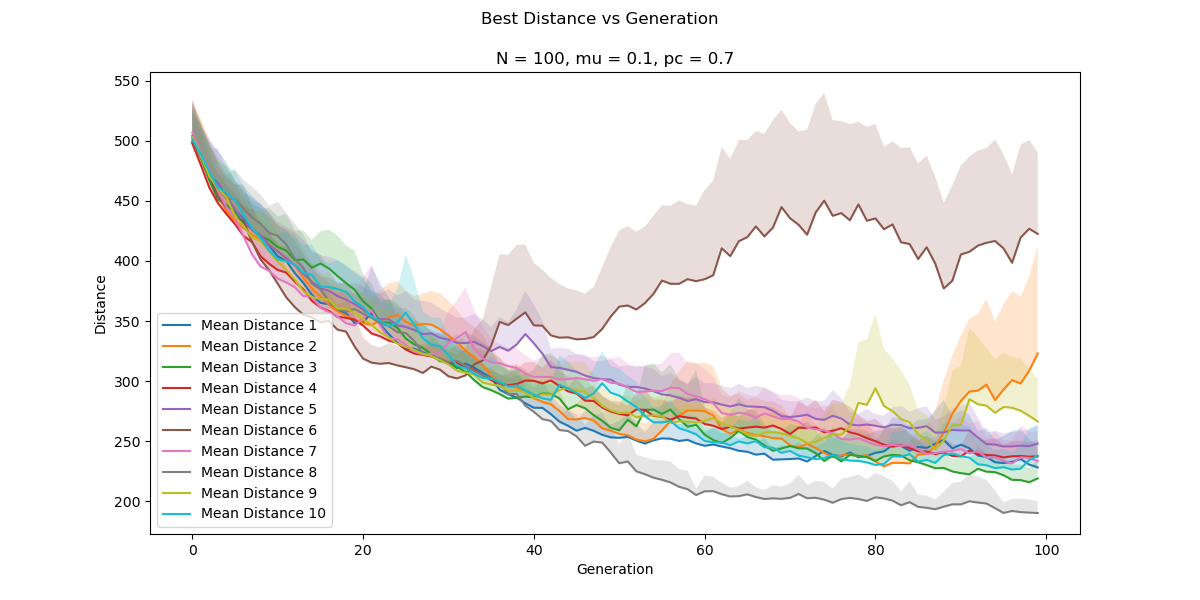 Best Distance vs Generation
N = 100, mu = 0.1, pc = 0.7
550
500
450
400
350
300
250
200
Distance
Mean Distance 1
Mean Distance 2
Mean Distance 3
Mean Distance 4
Mean Distance 5
Mean Distance 6
Mean Distance 7
Mean Distance 8
Mean Distance 9
Mean Distance 10
0 20 40 60 80 100
Generation